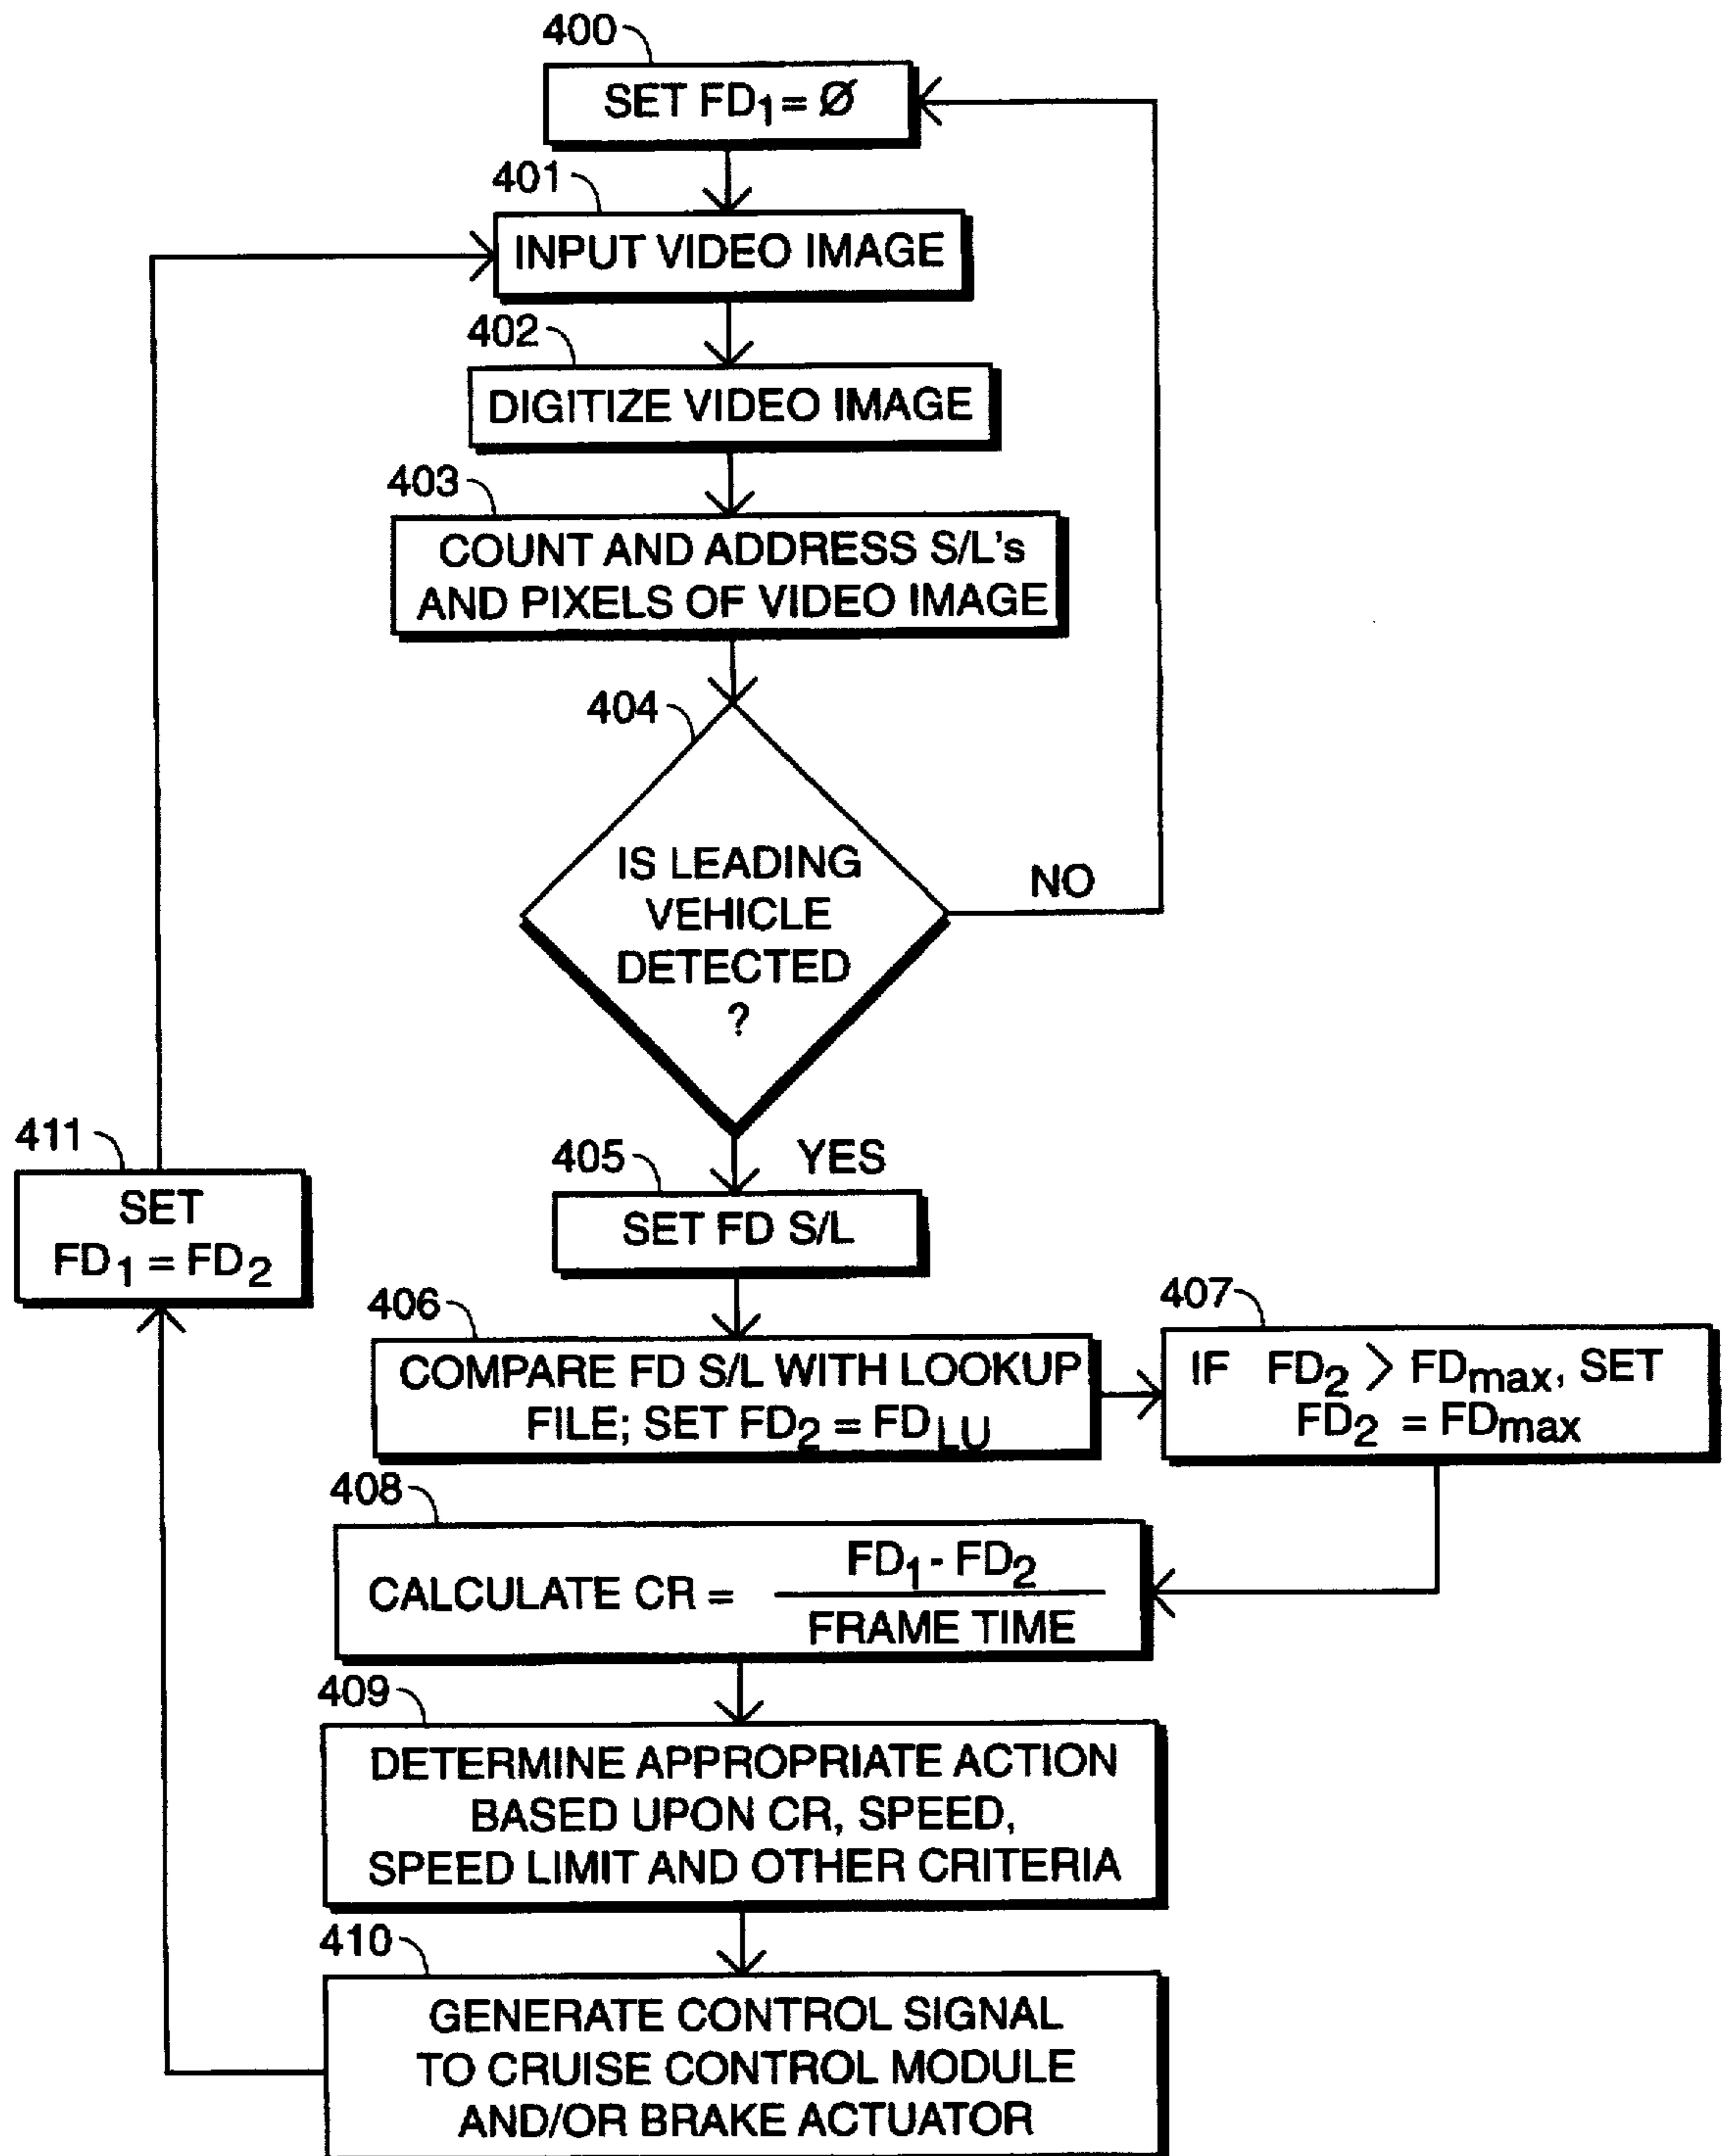 400
SET FD₁ = Ø
401
INPUT VIDEO IMAGE
402
DIGITIZE VIDEO IMAGE
403
COUNT AND ADDRESS S/L's
AND PIXELS OF VIDEO IMAGE
404
IS LEADING
VEHICLE
DETECTED
?
NO
YES
405
SET FD S/L
406
COMPARE FD S/L WITH LOOKUP
FILE; SET FD₂ = FD_LU
407
IF FD₂ > FD_max, SET
FD₂ = FD_max
408
CALCULATE CR =
FD₁ - FD₂
FRAME TIME
409
DETERMINE APPROPRIATE ACTION
BASED UPON CR, SPEED,
SPEED LIMIT AND OTHER CRITERIA
410
GENERATE CONTROL SIGNAL
TO CRUISE CONTROL MODULE
AND/OR BRAKE ACTUATOR
411
SET
FD₁ = FD₂